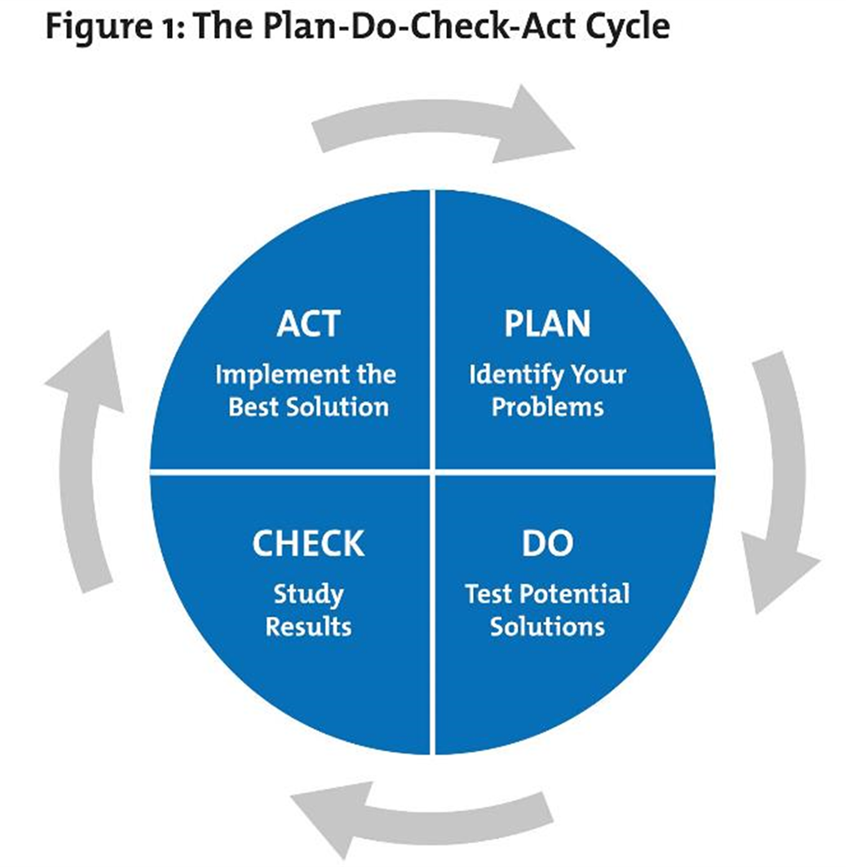 Figure 1: The Plan-Do-Check-Act Cycle
ACT
Implement the
Best Solution
PLAN
Identify Your
Problems
CHECK
Study
Results
DO
Test Potential
Solutions